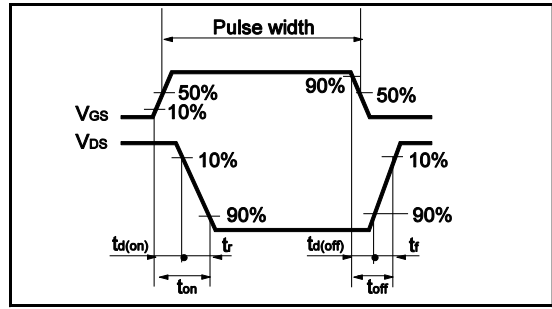 Pulse width
90%
50%
50%
10%
VGS
VDS
10%
10%
90%
90%
td(on)
tr
td(off)
tf
ton
toff